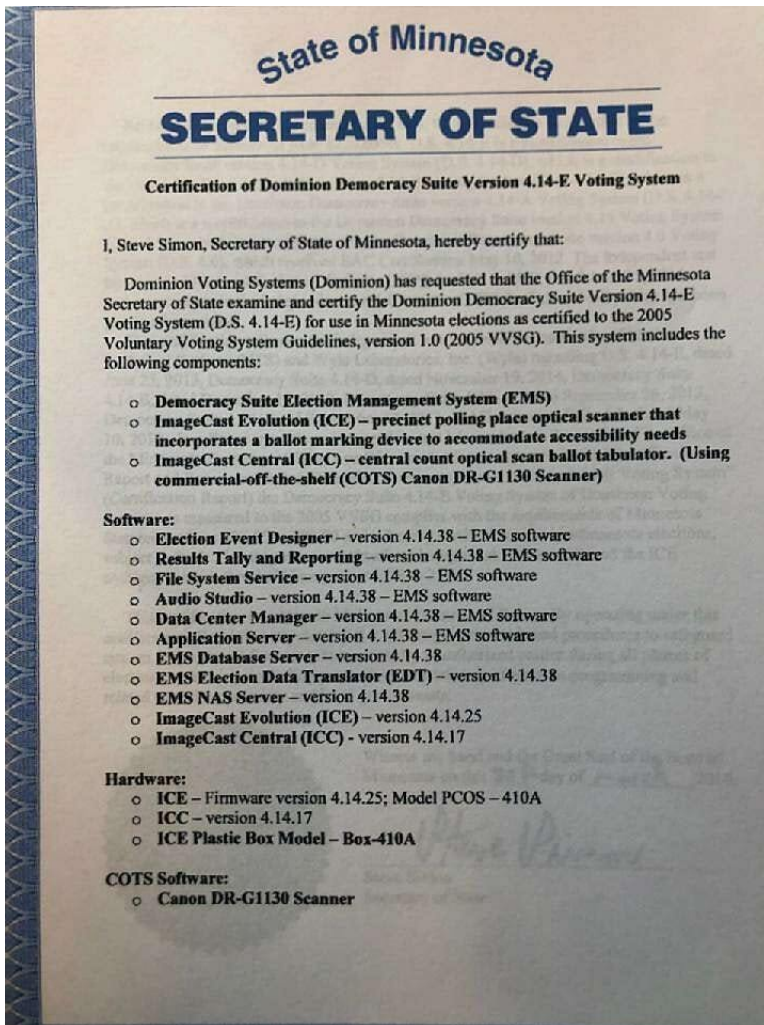 State of Minnesota
SECRETARY OF STATE
Certification of Dominion Democracy Suite Version 4.14-E Voting System
I, Steve Simon, Secretary of State of Minnesota, hereby certify that:
Dominion Voting Systems (Dominion) has requested that the Office of the Minnesota
Secretary of State examine and certify the Dominion Democracy Suite Version 4.14-E
Voting System (D.S. 4.14-E) for use in Minnesota elections as certified to the 2005
Voluntary Voting System Guidelines, version 1.0 (2005 VVSG). This system includes the
following components:
o Democracy Suite Election Management System (EMS)
o ImageCast Evolution (ICE) – precinct polling place optical scanner that
incorporates a ballot marking device to accommodate accessibility needs
o ImageCast Central (ICC) – central count optical scan ballot tabulator. (Using
commercial-off-the-shelf (COTS) Canon DR-G1130 Scanner)
Software:
o Election Event Designer – version 4.14.38 – EMS software
o Results Tally and Reporting – version 4.14.38 – EMS software
o File System Service – version 4.14.38 – EMS software
o Audio Studio – version 4.14.38 – EMS software
o Data Center Manager – version 4.14.38 – EMS software
o Application Server – version 4.14.38 – EMS software
o EMS Database Server – version 4.14.38
o EMS Election Data Translator (EDT) – version 4.14.38
o EMS NAS Server – version 4.14.38
o ImageCast Evolution (ICE) – version 4.14.25
o ImageCast Central (ICC) - version 4.14.17
Hardware:
o ICE – Firmware version 4.14.25; Model PCOS – 410A
o ICC – version 4.14.17
o ICE Plastic Box Model – Box-410A
COTS Software:
o Canon DR-G1130 Scanner